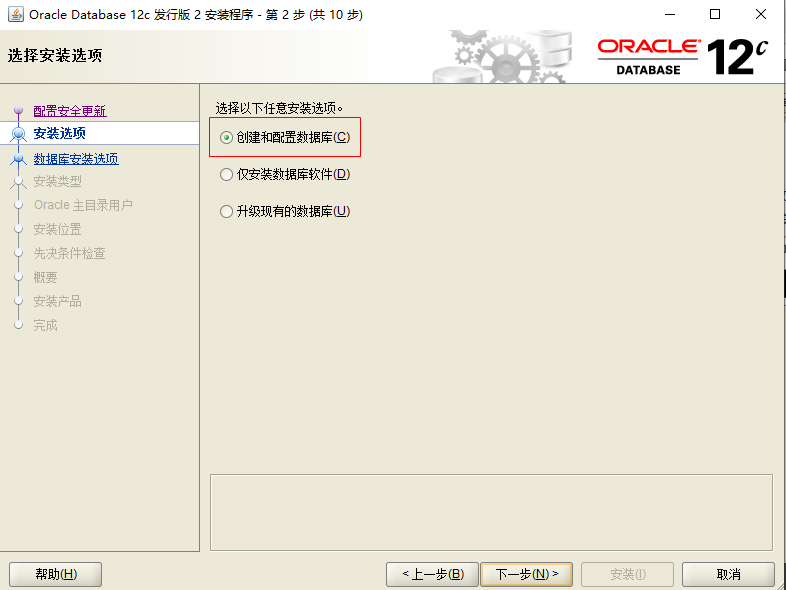 Oracle Database 12c 发行版 2 安装程序 - 第 2 步 (共 10 步)
选择安装选项
ORACLE®
DATABASE
12c
配置安全更新
安装选项
数据库安装选项
安装类型
Oracle 主目录用户
安装位置
先决条件检查
概要
安装产品
完成
选择以下任意安装选项。
创建和配置数据库(C)
仅安装数据库软件(D)
升级现有的数据库(U)
帮助(H)
< 上一步(B)
下一步(N) >
安装(I)
取消